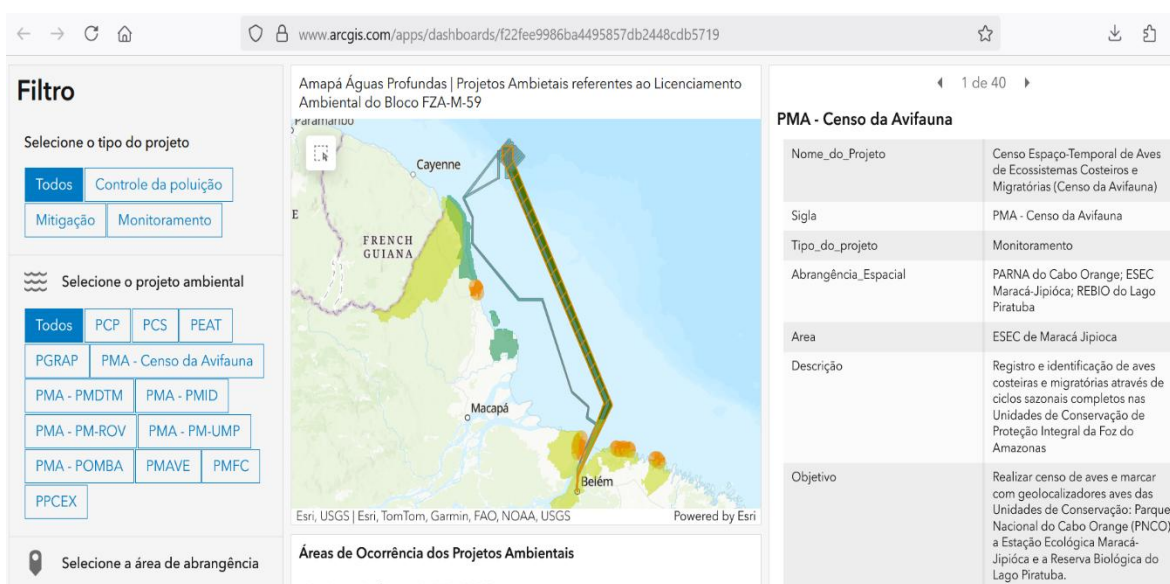 www.arcgis.com/apps/dashboards/f22fee9986ba4495857db2448cdb5719
Filtro
Selecione o tipo do projeto
Todos
Controle da poluição
Mitigação
Monitoramento
Selecione o projeto ambiental
Todos
PCP
PCS
PEAT
PGRAP
PMA - Censo da Avifauna
PMA - PMDTM
PMA - PMID
PMA - PM-ROV
PMA - PM-UMP
PMA - POMBA
PMAVE
PMFC
PPCEX
Selecione a área de abrangência
Amapá Águas Profundas | Projetos Ambietais referentes ao Licenciamento
Ambiental do Bloco FZA-M-59
Paramaribo
Cayenne
E
FRENCH
GUIANA
Macapá
Belém
Esri, USGS | Esri, TomTom, Garmin, FAO, NOAA, USGS
Powered by Esri
Áreas de Ocorrência dos Projetos Ambientais
1 de 40
PMA - Censo da Avifauna
Nome_do_Projeto
Censo Espaço-Temporal de Aves
de Ecossistemas Costeiros e
Migratórias (Censo da Avifauna)
Sigla
PMA - Censo da Avifauna
Tipo_do_projeto
Monitoramento
Abrangência_Espacial
PARNA do Cabo Orange; ESEC
Maracá-Jipióca; REBIO do Lago
Piratuba
Area
ESEC de Maracá Jipioca
Descrição
Registro e identificação de aves
costeiras e migratórias através de
ciclos sazonais completos nas
Unidades de Conservação de
Proteção Integral da Foz do
Amazonas
Objetivo
Realizar censo de aves e marcar
com geolocalizadores aves das
Unidades de Conservação: Parque
Nacional do Cabo Orange (PNCO)
a Estação Ecológica Maracá-
Jipióca e a Reserva Biológica do
Lago Piratuba.